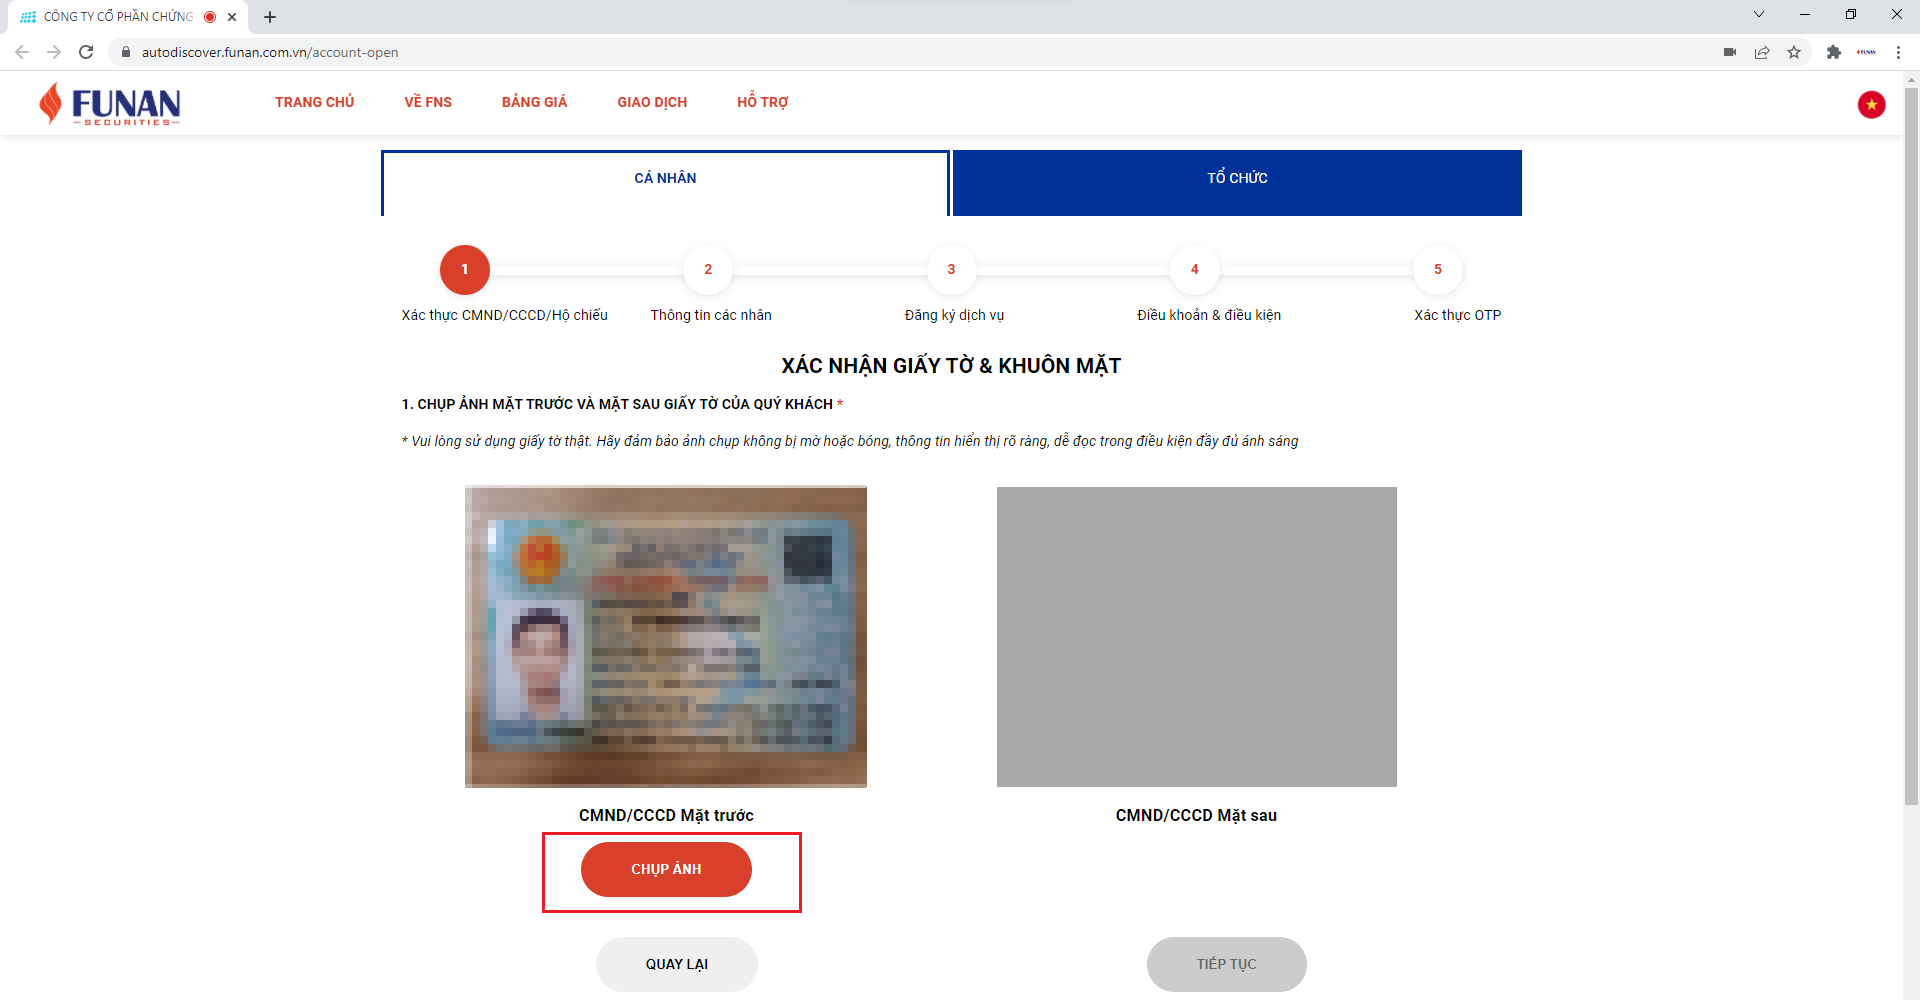 CÔNG TY CỔ PHẦN CHỨNG
autodiscover.funan.com.vn/account-open
FUNAN
FUNAN
SECURITIES
TRANG CHỦ
VỀ FNS
BẢNG GIÁ
GIAO DỊCH
HỖ TRỢ
CÁ NHÂN
TỔ CHỨC
1
2
3
4
5
Xác thực CMND/CCCD/Hộ chiếu
Thông tin các nhân
Đăng ký dịch vụ
Điều khoản & điều kiện
Xác thực OTP
XÁC NHẬN GIẤY TỜ & KHUÔN MẶT
1. CHỤP ẢNH MẶT TRƯỚC VÀ MẶT SAU GIẤY TỜ CỦA QUÝ KHÁCH *
* Vui lòng sử dụng giấy tờ thật. Hãy đảm bảo ảnh chụp không bị mờ hoặc bóng, thông tin hiển thị rõ ràng, dễ đọc trong điều kiện đầy đủ ánh sáng
CMND/CCCD Mặt trước
CMND/CCCD Mặt sau
CHỤP ẢNH
QUAY LẠI
TIẾP TỤC